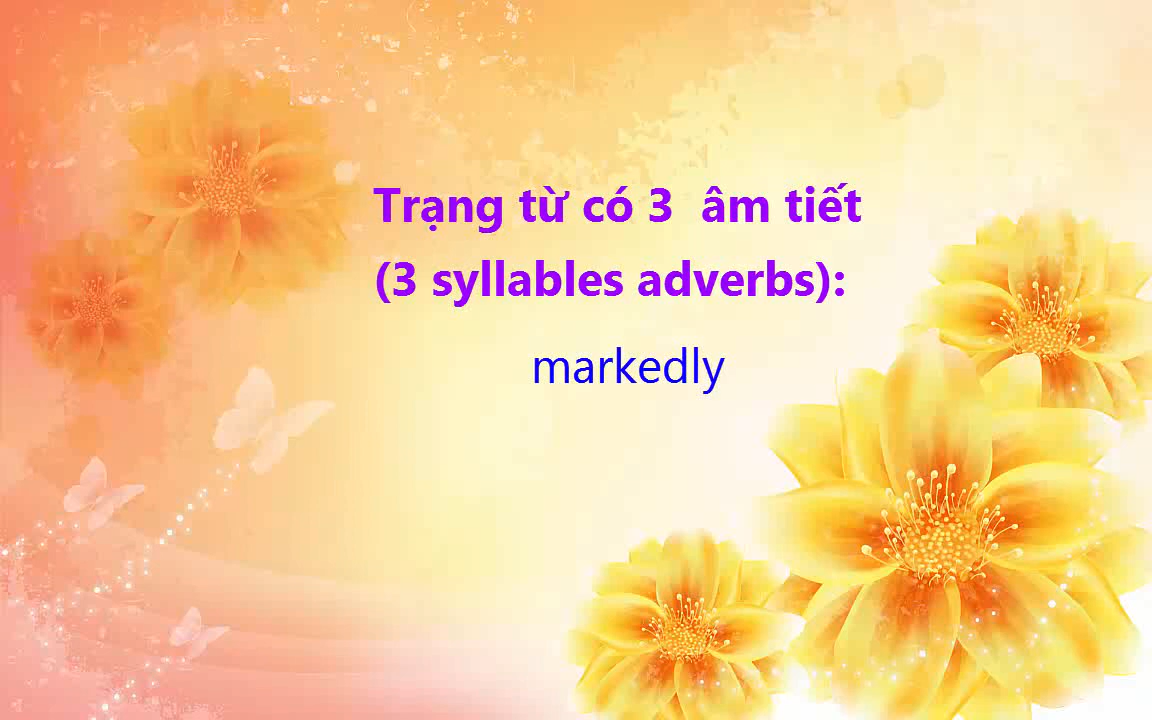 Trạng từ có 3 âm tiết
(3 syllables adverbs):
markedly